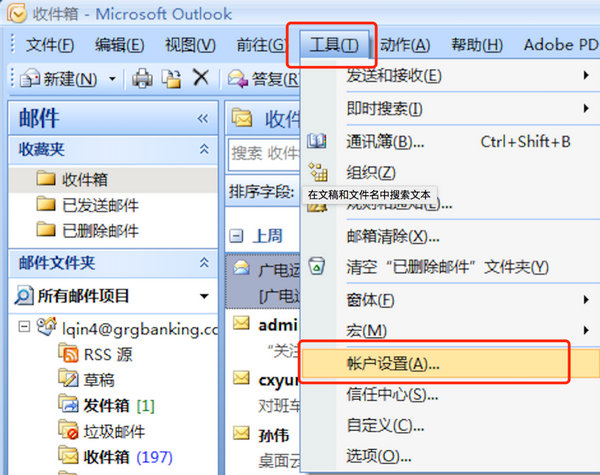 收件箱 - Microsoft Outlook
文件(F) 编辑(E) 视图(V) 前往(G) 工具(T) 动作(A) 帮助(H) Adobe PD
新建(N) 答复(R
邮件
收藏夹
收件箱
已发送邮件
已删除邮件
邮件文件夹
所有邮件项目
lqin4@grgbanking.co
RSS 源
草稿
发件箱 [1]
垃圾邮件
收件箱 (197)
收件
搜索 收件
排序字段:
上周
广电运
[广电运
admi
“关注
cxyur
对班车
孙伟
桌面云
发送和接收(E)
即时搜索(I)
通讯簿(B)... Ctrl+Shift+B
组织(Z)
在文稿和文件名中搜索文本
规则和通知(L)...
邮箱清除(X)...
清空“已删除邮件”文件夹(Y)
窗体(F)
宏(M)
帐户设置(A)...
信任中心(S)...
自定义(C)...
选项(O)...